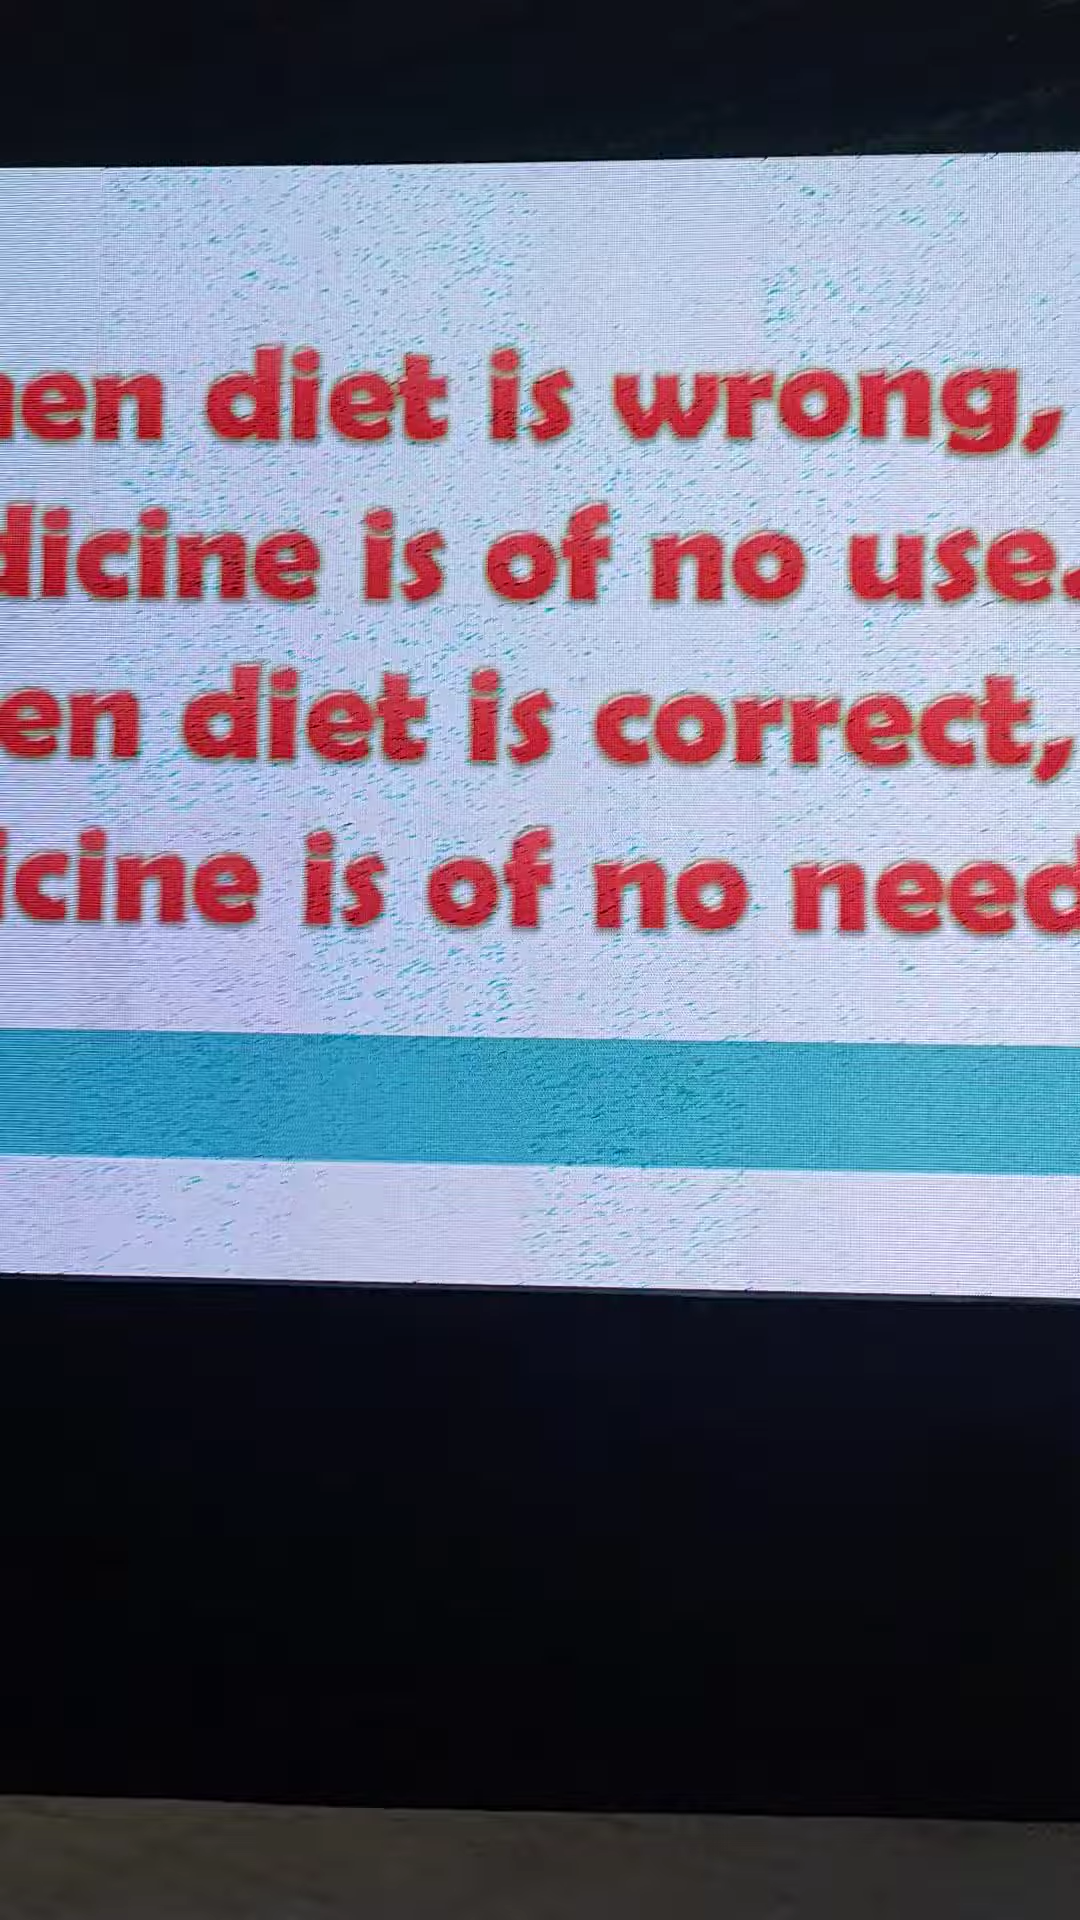 en diet is wrong,
dicine is of no use.
en diet is correct,
icine is of no need